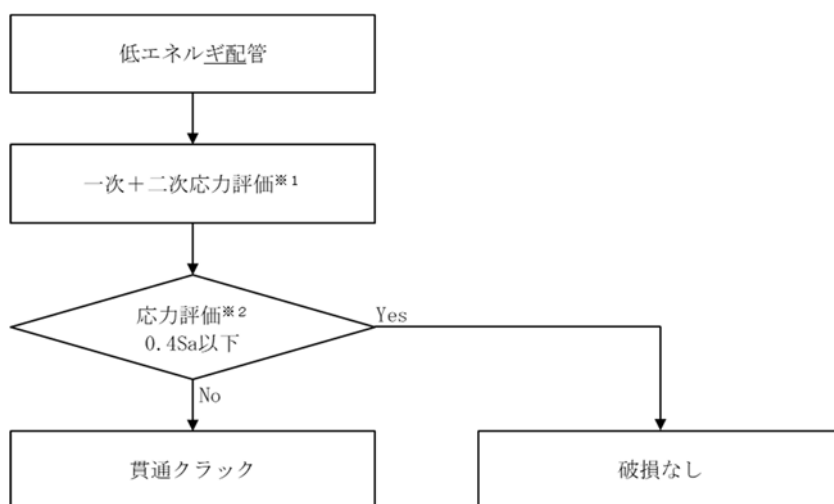 低エネルギ配管
一次＋二次応力評価※1
応力評価※2
0.4Sa以下
Yes
No
貫通クラック
破損なし